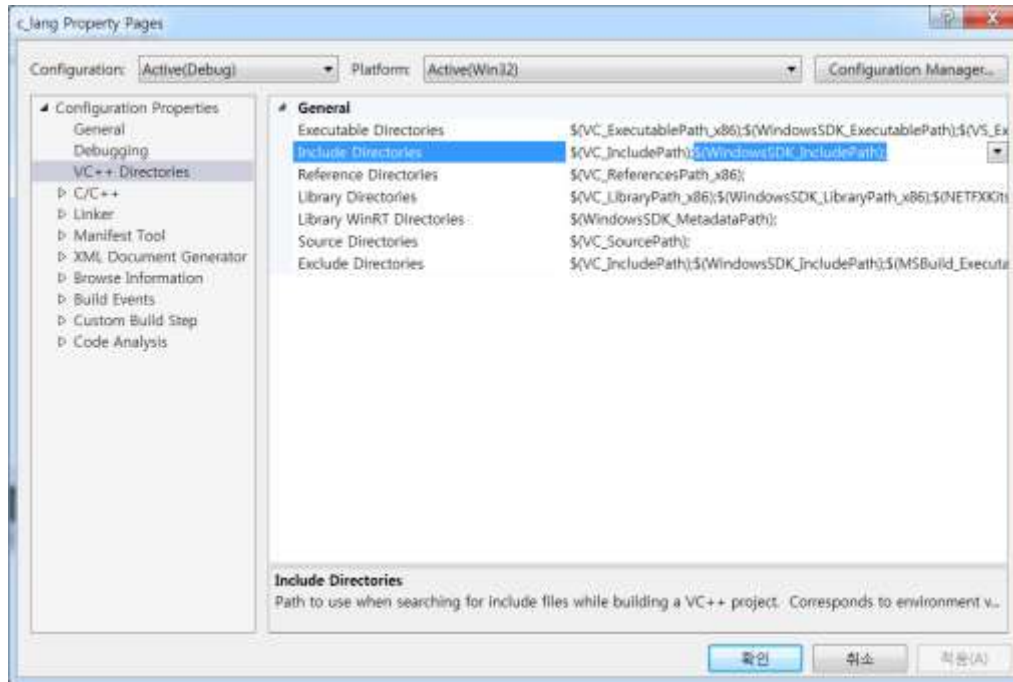 c_lang Property Pages
Configuration: Active(Debug) Platform: Active(Win32) Configuration Manager...
Configuration Properties
General
Debugging
VC++ Directories
C/C++
Linker
Manifest Tool
XML Document Generator
Browse Information
Build Events
Custom Build Step
Code Analysis
General
Executable Directories $(VC_ExecutablePath_x86);$(WindowsSDK_ExecutablePath);$(VS_Ex
Include Directories $(VC_IncludePath);$(WindowsSDK_IncludePath);
Reference Directories $(VC_ReferencesPath_x86);
Library Directories $(VC_LibraryPath_x86);$(WindowsSDK_LibraryPath_x86);$(NETFXKits
Library WinRT Directories $(WindowsSDK_MetadataPath);
Source Directories $(VC_SourcePath);
Exclude Directories $(VC_IncludePath);$(WindowsSDK_IncludePath);$(MSBuild_Executa
Include Directories
Path to use when searching for include files while building a VC++ project. Corresponds to environment v...
확인 취소 적용(A)